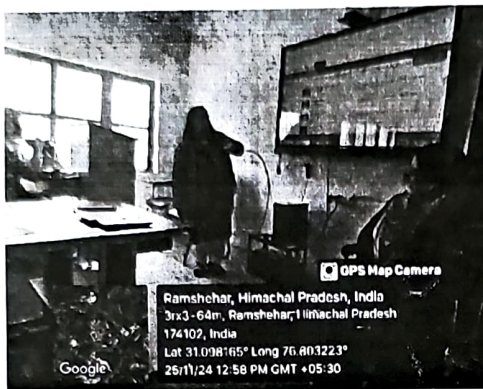 GPS Map Camera
Ramshehar, Himachal Pradesh, India
3rx3-64m, Ramshehar, Himachal Pradesh
174102, India
Lat 31.098165° Long 76.803223°
25/11/24 12:58 PM GMT +05:30
Google